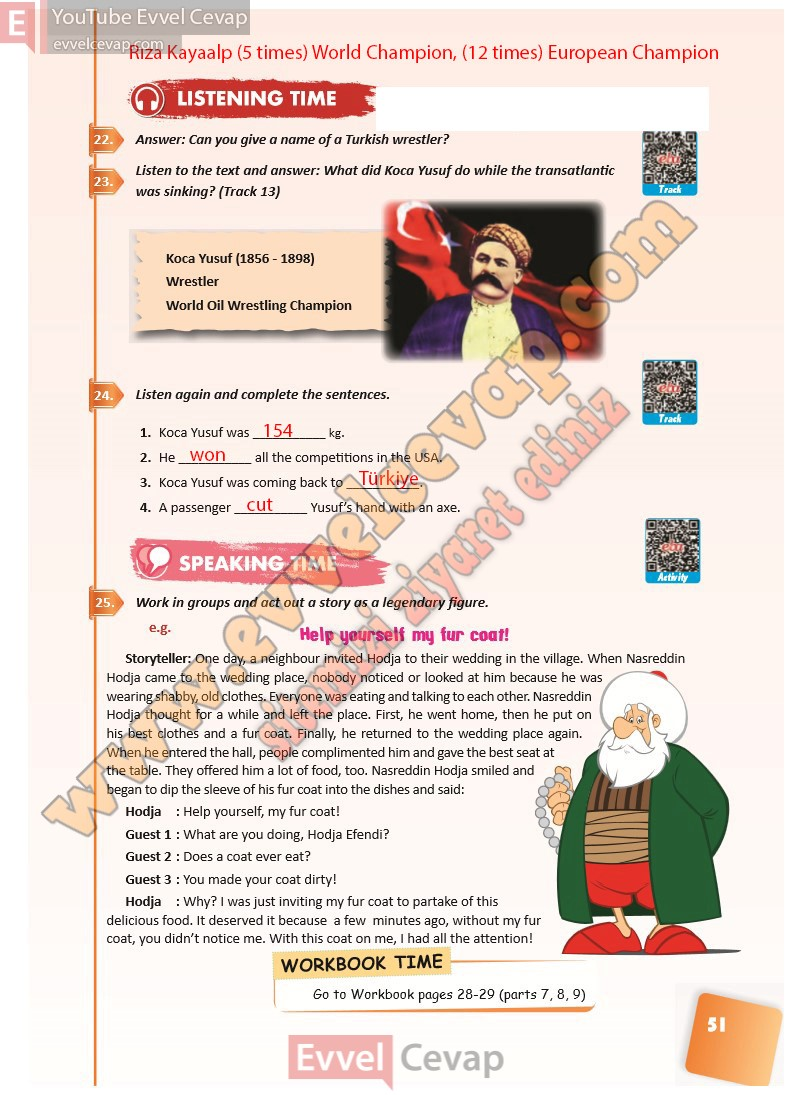 E YouTube Evvel Cevap
evvelcevap.com
Riza Kayaalp (5 times) World Champion, (12 times) European Champion
LISTENING TIME
22. Answer: Can you give a name of a Turkish wrestler?
23. Listen to the text and answer: What did Koca Yusuf do while the transatlantic
was sinking? (Track 13)
Track
Koca Yusuf (1856 - 1898)
Wrestler
World Oil Wrestling Champion
24. Listen again and complete the sentences.
Track
1. Koca Yusuf was 154 kg.
2. He won all the competitions in the USA.
3. Koca Yusuf was coming back to Türkiye.
4. A passenger cut Yusuf's hand with an axe.
SPEAKING TIME
Activity
25. Work in groups and act out a story as a legendary figure.
e.g.
Help yourself my fur coat!
Storyteller: One day, a neighbour invited Hodja to their wedding in the village. When Nasreddin
Hodja came to the wedding place, nobody noticed or looked at him because he was
wearing shabby, old clothes. Everyone was eating and talking to each other. Nasreddin
Hodja thought for a while and left the place. First, he went home, then he put on
his best clothes and a fur coat. Finally, he returned to the wedding place again.
When he entered the hall, people complimented him and gave the best seat at
the table. They offered him a lot of food, too. Nasreddin Hodja smiled and
began to dip the sleeve of his fur coat into the dishes and said:
Hodja : Help yourself, my fur coat!
Guest 1 : What are you doing, Hodja Efendi?
Guest 2 : Does a coat ever eat?
Guest 3 : You made your coat dirty!
Hodja : Why? I was just inviting my fur coat to partake of this
delicious food. It deserved it because a few minutes ago, without my fur
coat, you didn't notice me. With this coat on me, I had all the attention!
WORKBOOK TIME
Go to Workbook pages 28-29 (parts 7, 8, 9)
51
Evvel Cevap
www.evvelcevap.com
sitemizi ziyaret ediniz